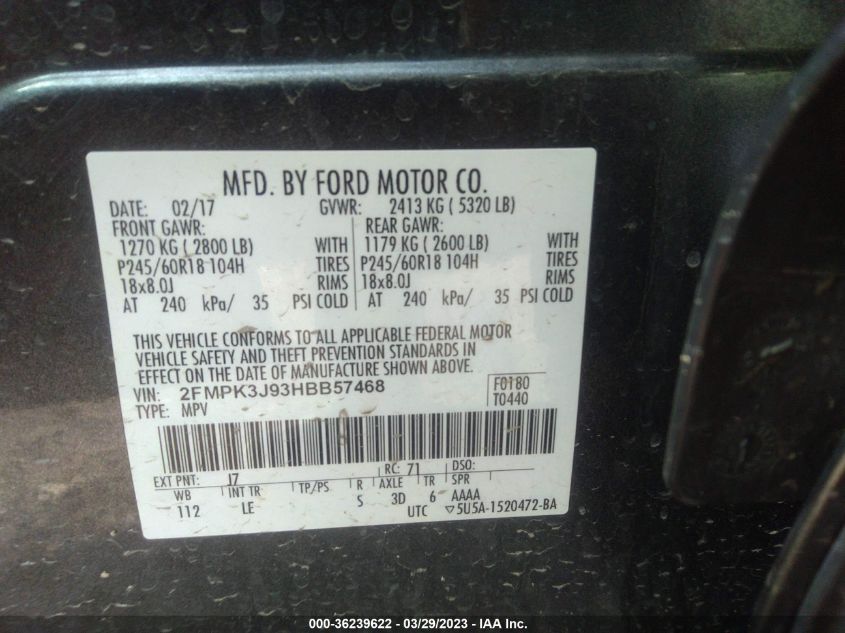 MFD. BY FORD MOTOR CO.
DATE: 02/17 GVWR: 2413 KG ( 5320 LB)
FRONT GAWR: REAR GAWR:
1270 KG ( 2800 LB) WITH 1179 KG ( 2600 LB) WITH
P245/60R18 104H TIRES P245/60R18 104H TIRES
18x8.0J RIMS 18x8.0J RIMS
AT 240 kPa/ 35 PSI COLD AT 240 kPa/ 35 PSI COLD
THIS VEHICLE CONFORMS TO ALL APPLICABLE FEDERAL MOTOR
VEHICLE SAFETY AND THEFT PREVENTION STANDARDS IN
EFFECT ON THE DATE OF MANUFACTURE SHOWN ABOVE.
VIN: 2FMPK3J93HBB57468 F0180
TYPE: MPV T0440
EXT PNT: J7 RC: 71 DSO:
WB INT TR TP/PS R AXLE TR SPR
112 LE S 3D 6 AAAA
UTC ▽5U5A-1520472-BA
000-36239622 - 03/29/2023 - IAA Inc.